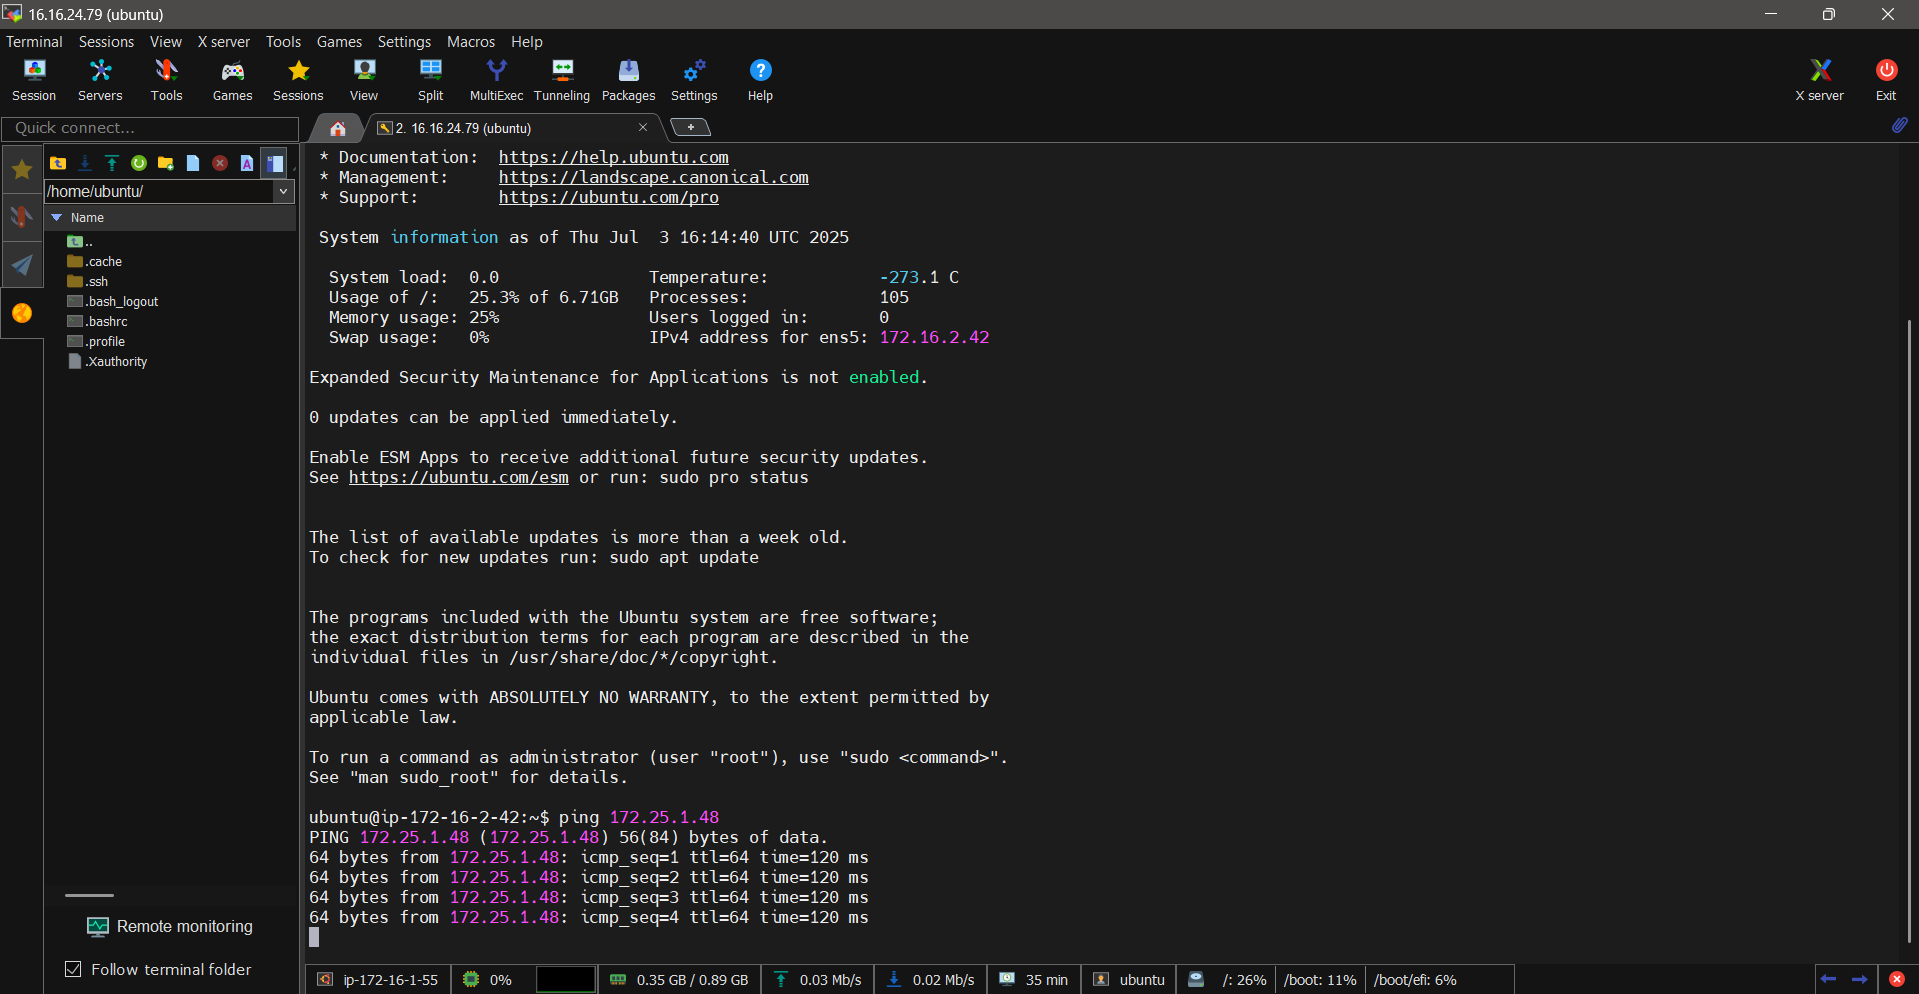 16.16.24.79 (ubuntu)
Terminal Sessions View X server Tools Games Settings Macros Help
Session Servers Tools Games Sessions View Split MultiExec Tunneling Packages Settings Help X server Exit
Quick connect...
2. 16.16.24.79 (ubuntu)
/home/ubuntu/
Name
..
.cache
.ssh
.bash_logout
.bashrc
.profile
.Xauthority
Remote monitoring
Follow terminal folder
* Documentation: https://help.ubuntu.com
* Management: https://landscape.canonical.com
* Support: https://ubuntu.com/pro
System information as of Thu Jul 3 16:14:40 UTC 2025
System load: 0.0 Temperature: -273.1 C
Usage of /: 25.3% of 6.71GB Processes: 105
Memory usage: 25% Users logged in: 0
Swap usage: 0% IPv4 address for ens5: 172.16.2.42
Expanded Security Maintenance for Applications is not enabled.
0 updates can be applied immediately.
Enable ESM Apps to receive additional future security updates.
See https://ubuntu.com/esm or run: sudo pro status
The list of available updates is more than a week old.
To check for new updates run: sudo apt update
The programs included with the Ubuntu system are free software;
the exact distribution terms for each program are described in the
individual files in /usr/share/doc/*/copyright.
Ubuntu comes with ABSOLUTELY NO WARRANTY, to the extent permitted by
applicable law.
To run a command as administrator (user "root"), use "sudo <command>".
See "man sudo_root" for details.
ubuntu@ip-172-16-2-42:~$ ping 172.25.1.48
PING 172.25.1.48 (172.25.1.48) 56(84) bytes of data.
64 bytes from 172.25.1.48: icmp_seq=1 ttl=64 time=120 ms
64 bytes from 172.25.1.48: icmp_seq=2 ttl=64 time=120 ms
64 bytes from 172.25.1.48: icmp_seq=3 ttl=64 time=120 ms
64 bytes from 172.25.1.48: icmp_seq=4 ttl=64 time=120 ms
ip-172-16-1-55 0% 0.35 GB / 0.89 GB 0.03 Mb/s 0.02 Mb/s 35 min ubuntu /: 26% /boot: 11% /boot/efi: 6%